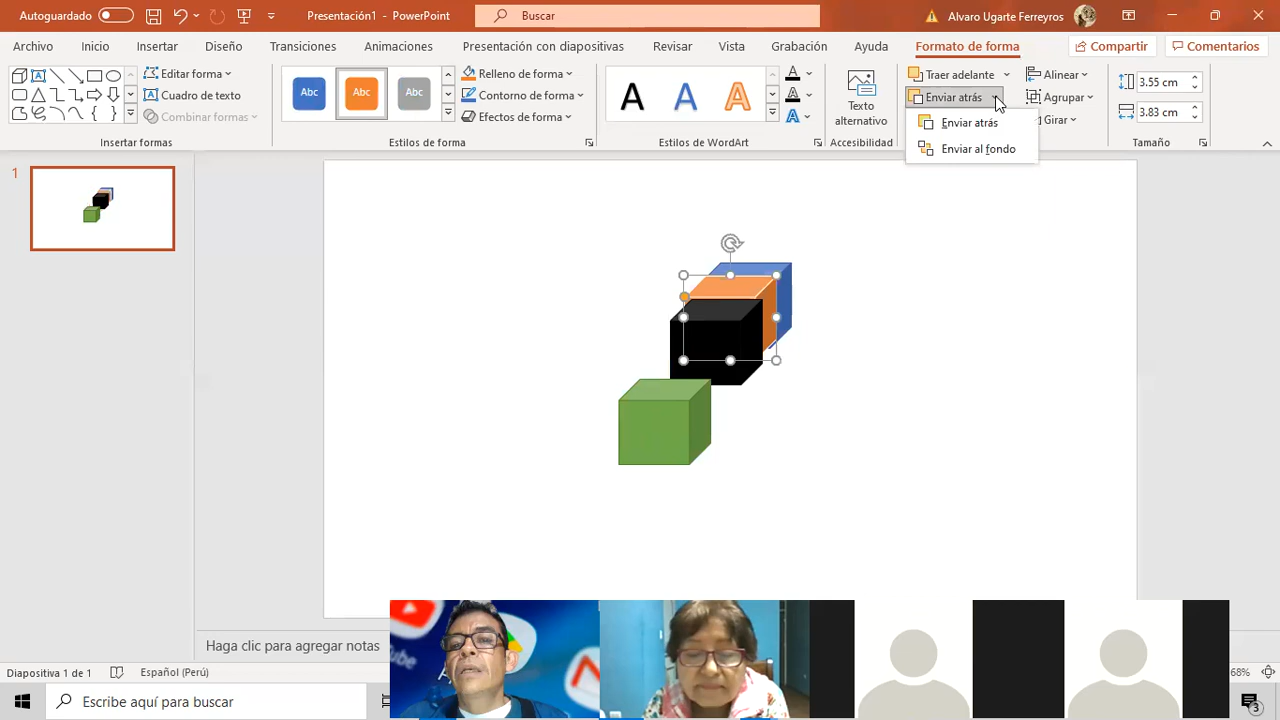 Autoguardado
Presentación1 - PowerPoint
Buscar
Alvaro Ugarte Ferreyros
Archivo Inicio Insertar Diseño Transiciones Animaciones Presentación con diapositivas Revisar Vista Grabación Ayuda Formato de forma Compartir Comentarios
Editar forma
Cuadro de texto
Combinar formas
Insertar formas
Abc Abc Abc
Relleno de forma
Contorno de forma
Efectos de forma
Estilos de forma
A A A
A
A
A
Estilos de WordArt
Texto
alternativo
Accesibilidad
Traer adelante
Enviar atrás
Enviar atrás
Enviar al fondo
Alinear
Agrupar
Girar
3.55 cm
3.83 cm
Tamaño
1
Haga clic para agregar notas
Diapositiva 1 de 1 Español (Perú)
68%
Escribe aquí para buscar
3